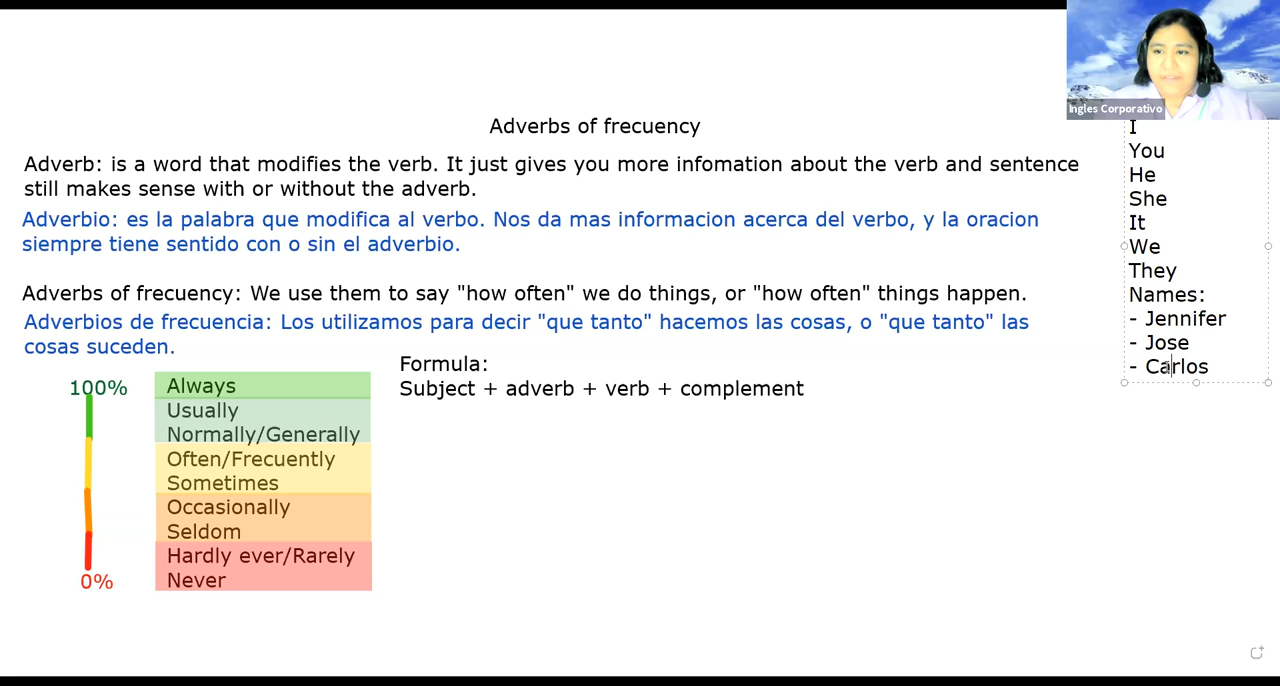 Ingles Corporativo
Adverbs of frecuency
Adverb: is a word that modifies the verb. It just gives you more infomation about the verb and sentence
still makes sense with or without the adverb.
Adverbio: es la palabra que modifica al verbo. Nos da mas informacion acerca del verbo, y la oracion
siempre tiene sentido con o sin el adverbio.
Adverbs of frecuency: We use them to say "how often" we do things, or "how often" things happen.
Adverbios de frecuencia: Los utilizamos para decir "que tanto" hacemos las cosas, o "que tanto" las
cosas suceden.
Formula:
Subject + adverb + verb + complement
100%
0%
Always
Usually
Normally/Generally
Often/Frecuently
Sometimes
Occasionally
Seldom
Hardly ever/Rarely
Never
I
You
He
She
It
We
They
Names:
- Jennifer
- Jose
- Carlos